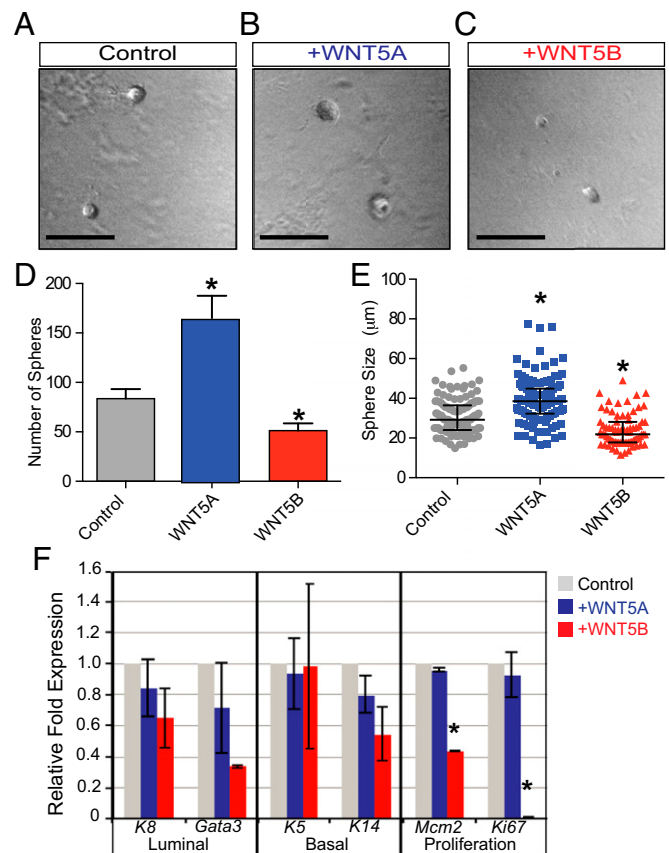 A
B
C
Control
+WNT5A
+WNT5B
D
Number of Spheres
200
150
100
50
0
*
*
Control
WNT5A
WNT5B
E
Sphere Size (μm)
100
80
60
40
20
0
*
*
Control
WNT5A
WNT5B
F
Relative Fold Expression
1.6
1.4
1.2
1.0
0.8
0.6
0.4
0.2
0
*
*
Control
+WNT5A
+WNT5B
K8 Gata3 K5 K14 Mcm2 Ki67
Luminal Basal Proliferation